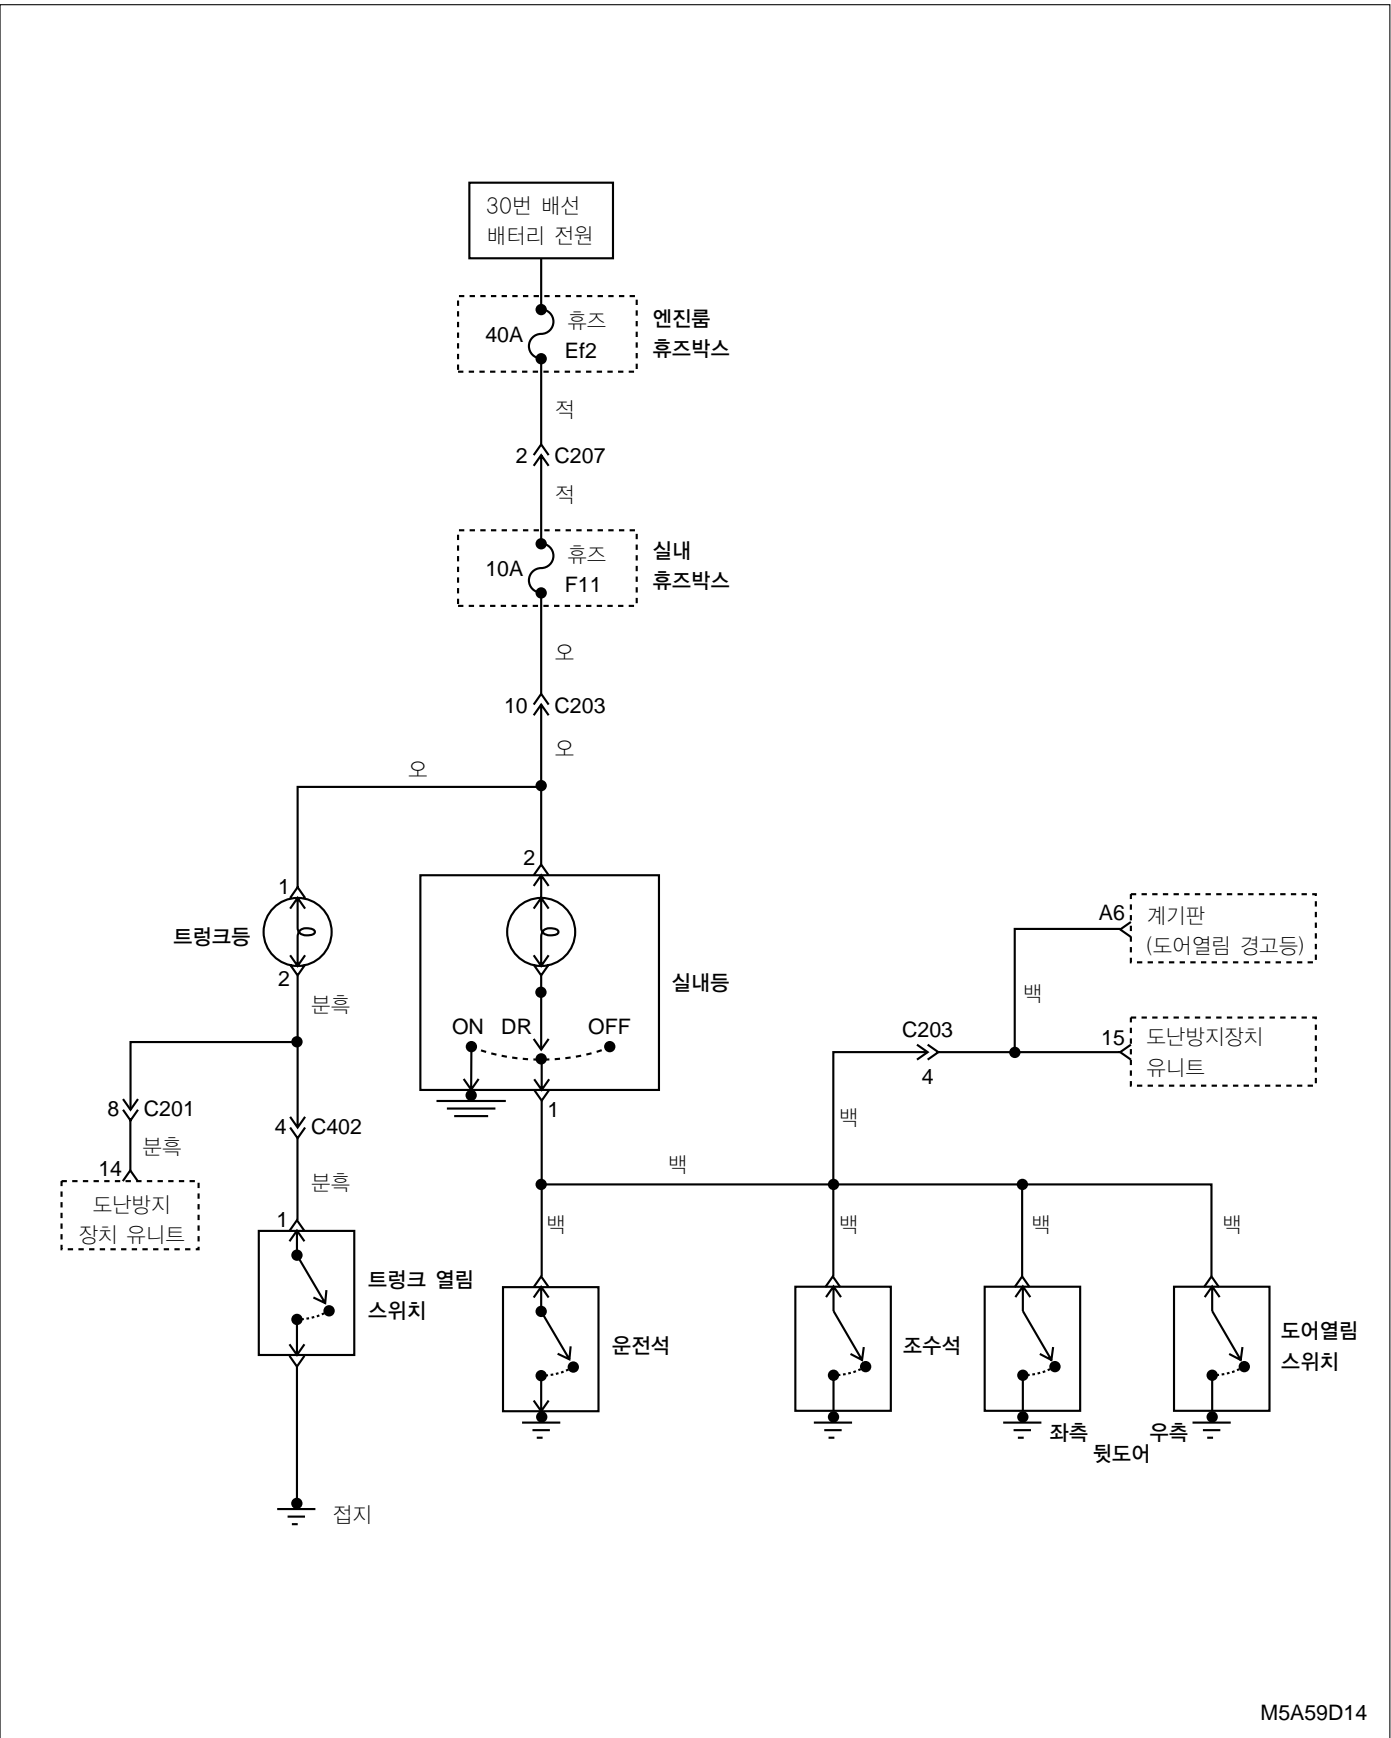 30번 배선
배터리 전원
40A
휴즈
Ef2
엔진룸
휴즈박스
적
2
C207
적
10A
휴즈
F11
실내
휴즈박스
오
10
C203
오
오
2
1
트렁크등
2
분흑
실내등
ON
DR
OFF
1
A6
계기판
(도어열림 경고등)
백
C203
4
15
도난방지장치
유니트
8
C201
분흑
14
도난방지
장치 유니트
4
C402
분흑
1
트렁크 열림
스위치
백
백
백
백
백
백
운전석
조수석
도어열림
스위치
좌측
우측
뒷도어
접지
M5A59D14